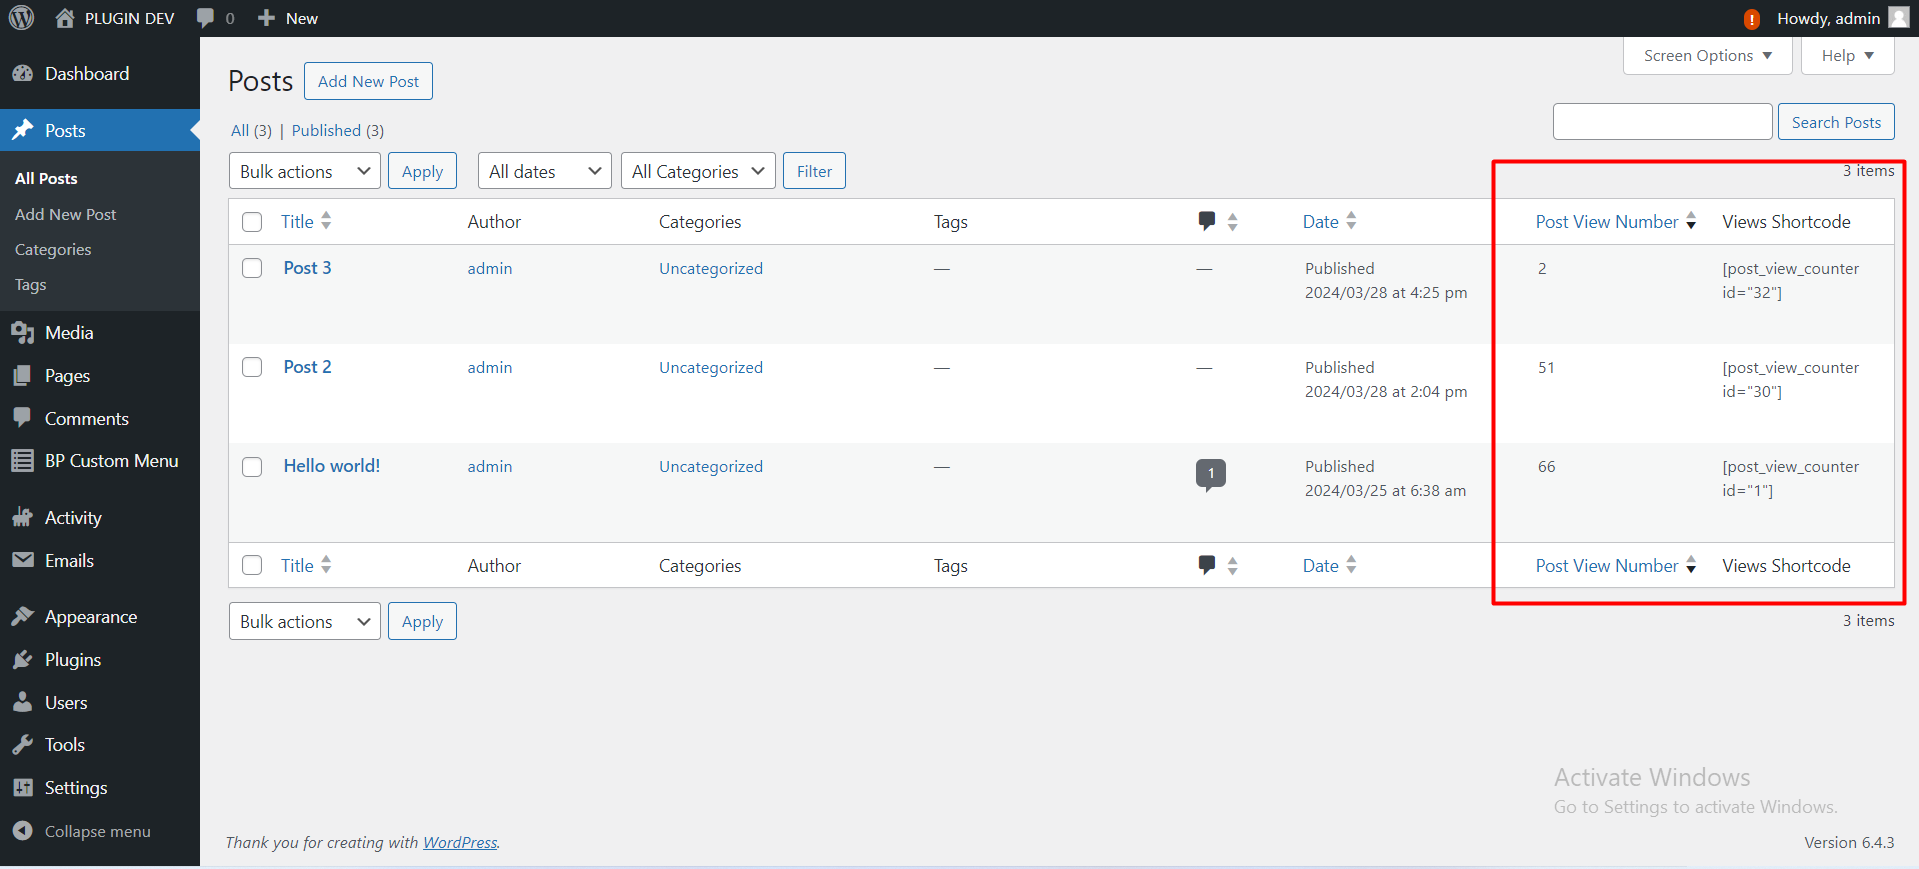 PLUGIN DEV 0 New ! Howdy, admin
Screen Options Help
Dashboard
Posts
All Posts
Add New Post
Categories
Tags
Media
Pages
Comments
BP Custom Menu
Activity
Emails
Appearance
Plugins
Users
Tools
Settings
Collapse menu
Posts Add New Post
All (3) | Published (3)
Search Posts
Bulk actions Apply All dates All Categories Filter
3 items
Title Author Categories Tags Date Post View Number Views Shortcode
Post 3 admin Uncategorized — — Published 2 [post_view_counter
2024/03/28 at 4:25 pm id="32"]
Post 2 admin Uncategorized — — Published 51 [post_view_counter
2024/03/28 at 2:04 pm id="30"]
Hello world! admin Uncategorized — 1 Published 66 [post_view_counter
2024/03/25 at 6:38 am id="1"]
Title Author Categories Tags Date Post View Number Views Shortcode
Bulk actions Apply
3 items
Activate Windows
Go to Settings to activate Windows.
Thank you for creating with WordPress.
Version 6.4.3